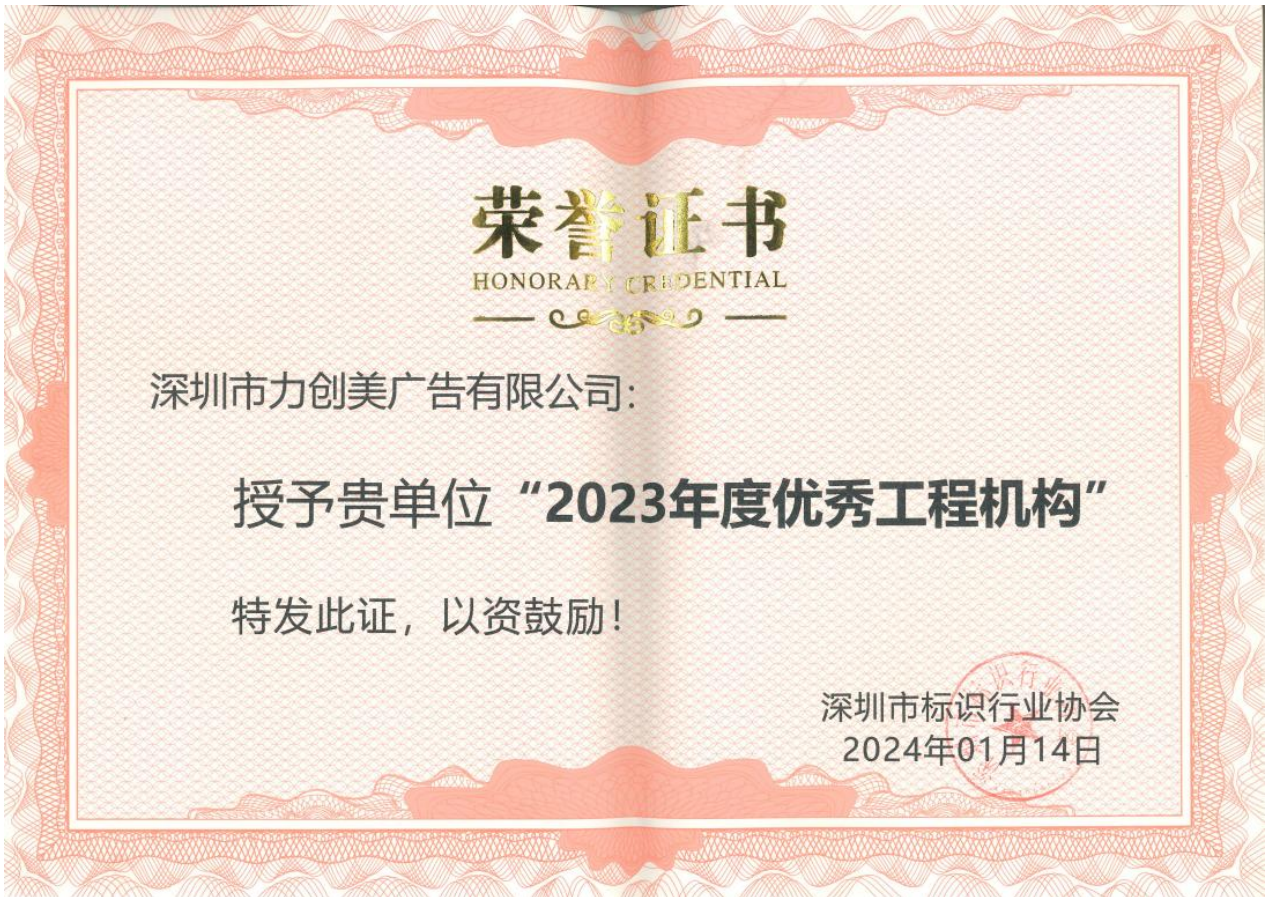 荣誉证书
HONORARY CREDENTIAL
深圳市力创美广告有限公司：
授予贵单位“2023年度优秀工程机构”
特发此证，以资鼓励！
深圳市标识行业协会
2024年01月14日